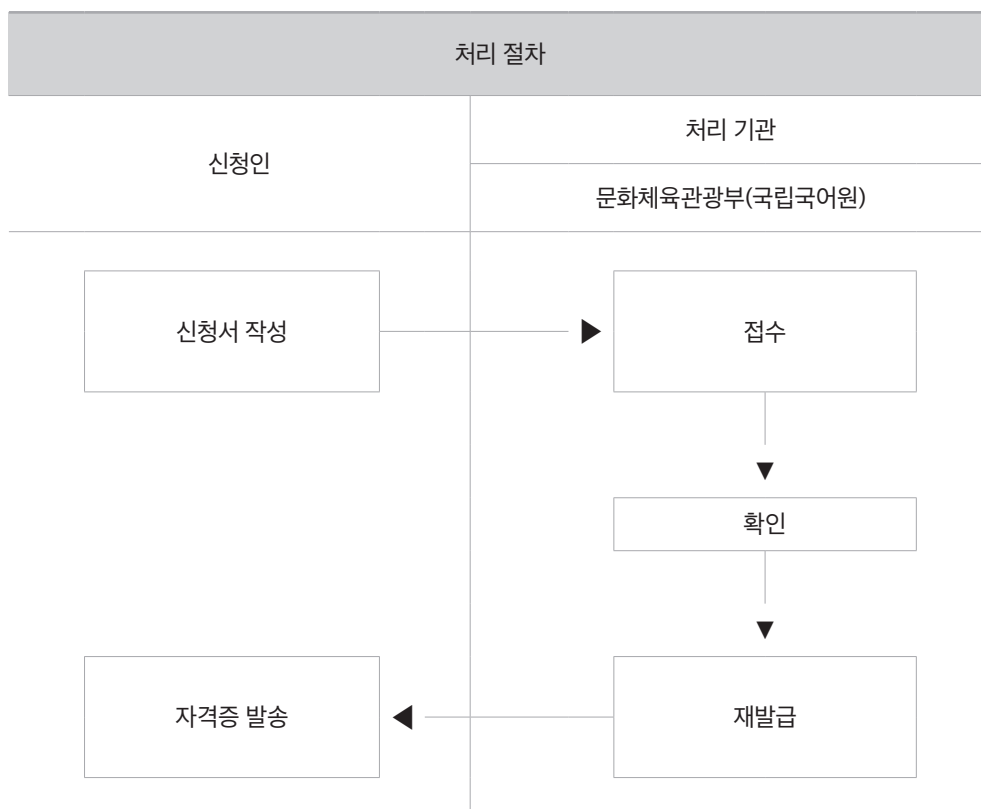 처리 절차
신청인
처리 기관
문화체육관광부(국립국어원)
신청서 작성
접수
확인
자격증 발송
재발급